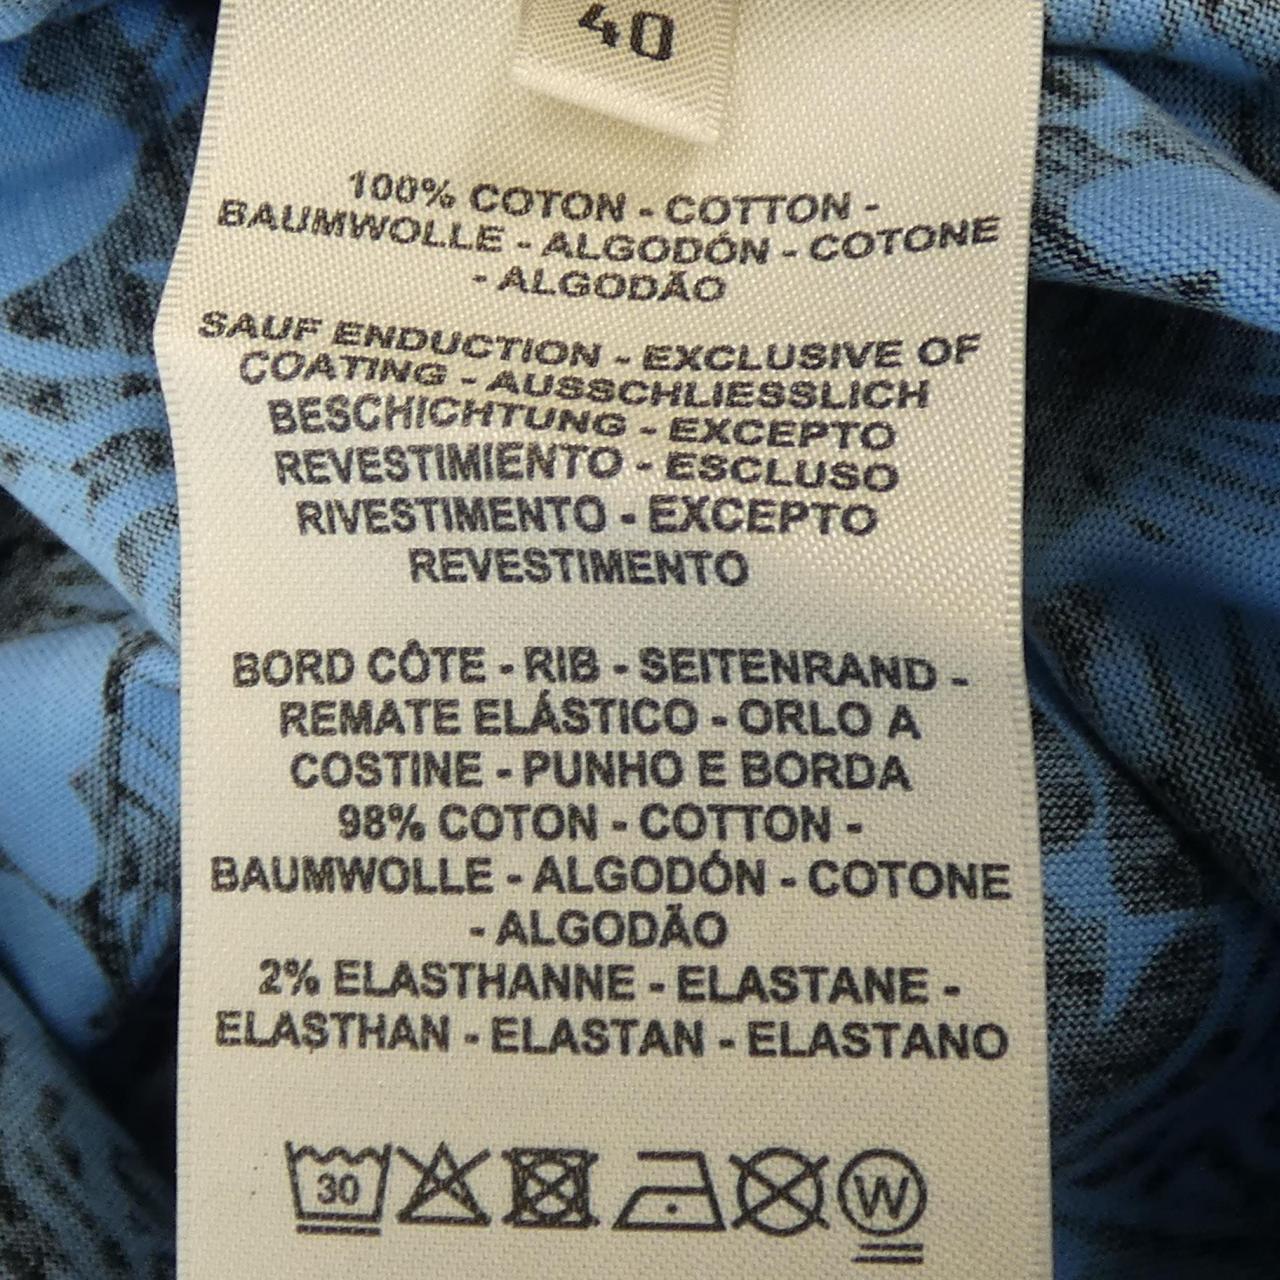 40
100% COTON - COTTON -
BAUMWOLLE - ALGODÓN - COTONE
- ALGODÃO
SAUF ENDUCTION - EXCLUSIVE OF
COATING - AUSSCHLIESSLICH
BESCHICHTUNG - EXCEPTO
REVESTIMIENTO - ESCLUSO
RIVESTIMENTO - EXCEPTO
REVESTIMENTO
BORD CÔTE - RIB - SEITENRAND -
REMATE ELÁSTICO - ORLO A
COSTINE - PUNHO E BORDA
98% COTON - COTTON -
BAUMWOLLE - ALGODÓN - COTONE
- ALGODÃO
2% ELASTHANNE - ELASTANE -
ELASTHAN - ELASTAN - ELASTANO
30 W